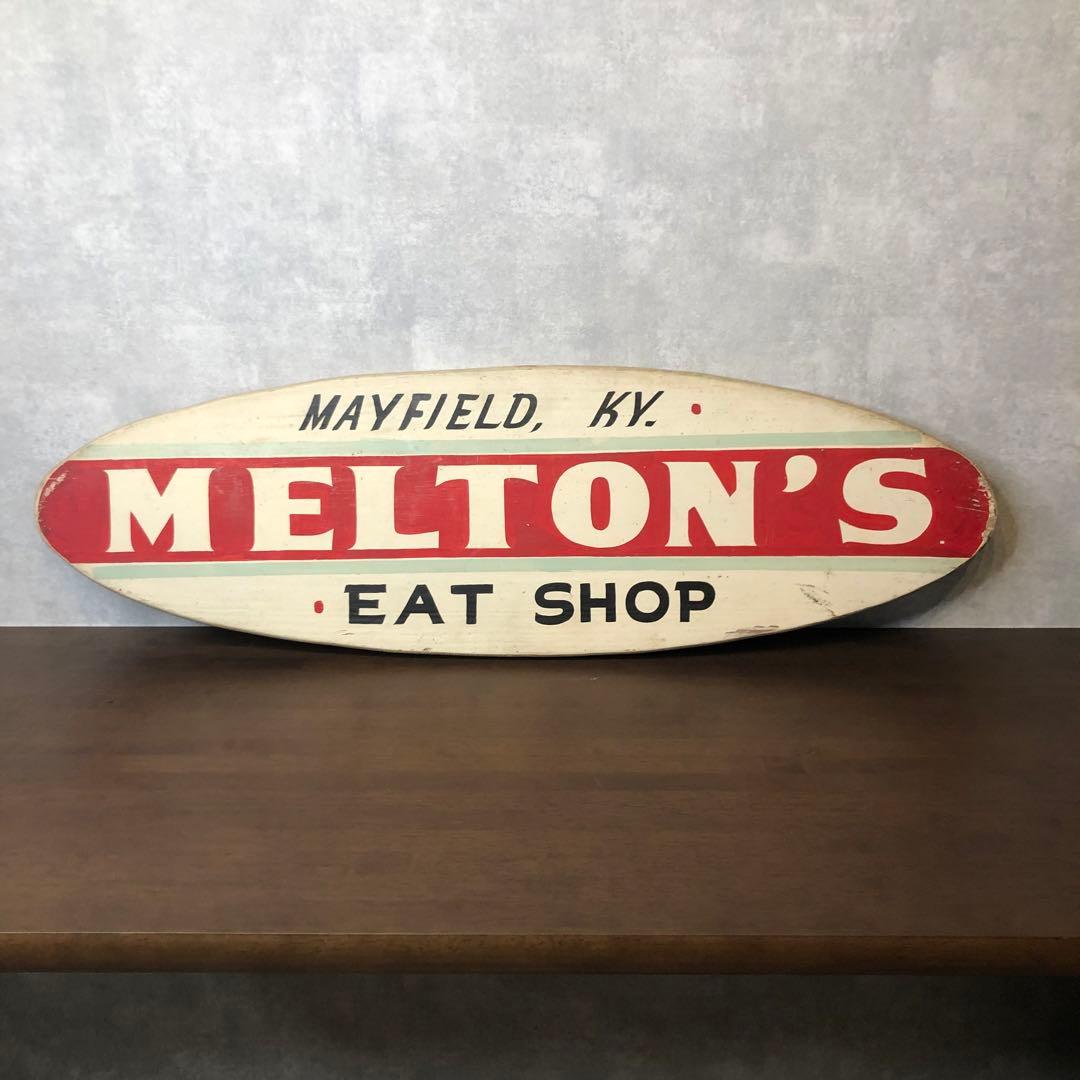 MAYFIELD, KY.
MELTON'S
EAT SHOP